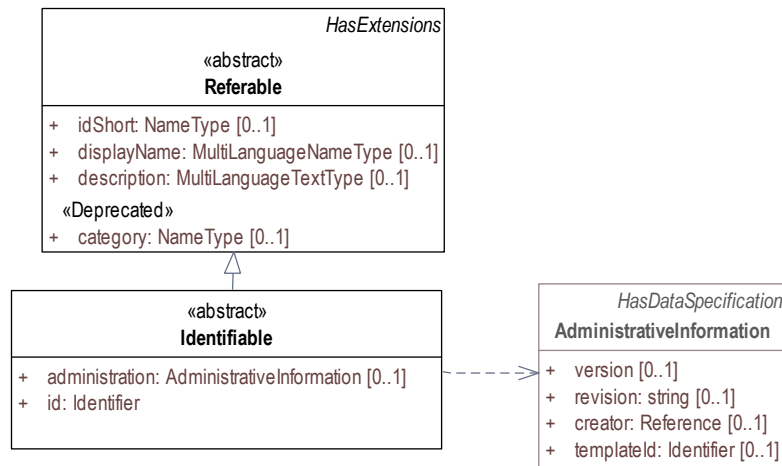 HasExtensions
«abstract»
Referable
+ idShort: NameType [0..1]
+ displayName: MultiLanguageNameType [0..1]
+ description: MultiLanguageTextType [0..1]
«Deprecated»
+ category: NameType [0..1]
«abstract»
Identifiable
+ administration: AdministrativeInformation [0..1]
+ id: Identifier
HasDataSpecification
AdministrativeInformation
+ version [0..1]
+ revision: string [0..1]
+ creator: Reference [0..1]
+ templateId: Identifier [0..1]